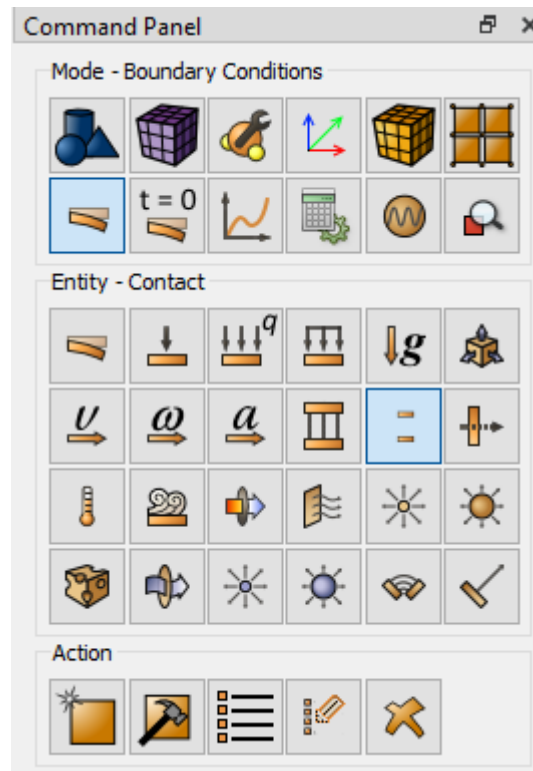 Command Panel
Mode - Boundary Conditions
t = 0
Entity - Contact
q
g
υ
ω
a
Action